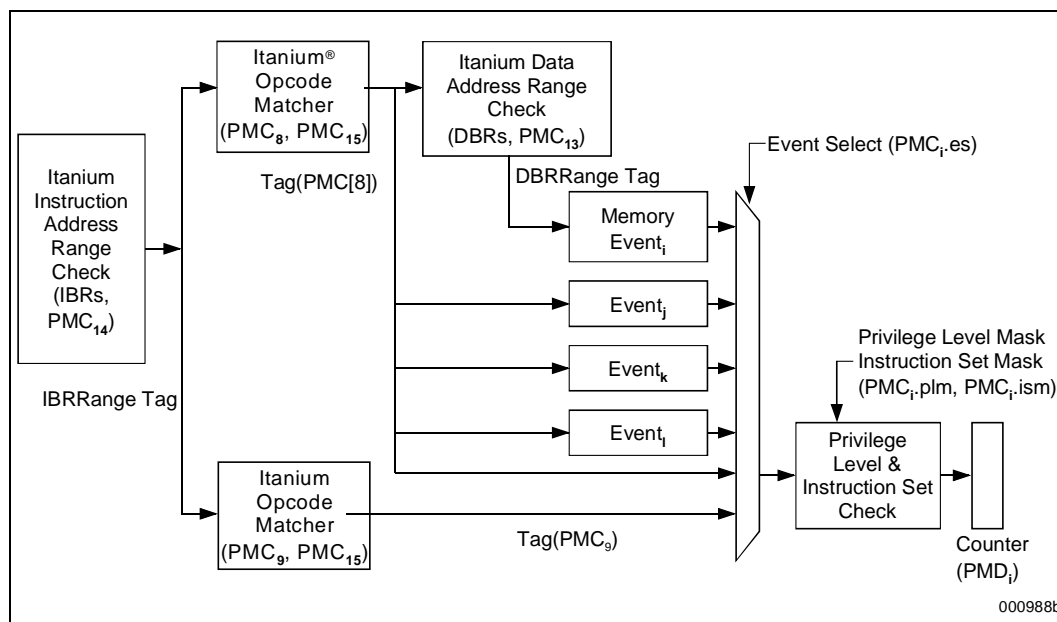 Itanium®
Opcode
Matcher
(PMC8, PMC15)
Itanium Data
Address Range
Check
(DBRs, PMC13)
Event Select (PMCi.es)
Itanium
Instruction
Address
Range
Check
(IBRs,
PMC14)
Tag(PMC[8])
DBRRange Tag
Memory
Eventi
Eventj
Eventk
Eventl
IBRRange Tag
Privilege Level Mask
Instruction Set Mask
(PMCi.plm, PMCi.ism)
Privilege
Level &
Instruction Set
Check
Itanium
Opcode
Matcher
(PMC9, PMC15)
Tag(PMC9)
Counter
(PMDi)
000988b